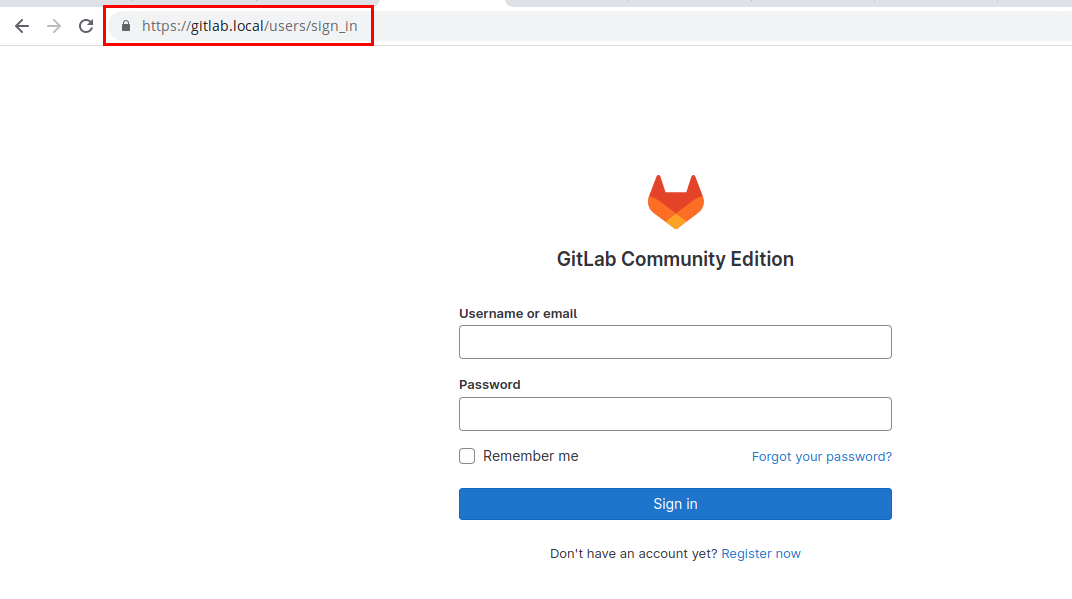 https://gitlab.local/users/sign_in
GitLab Community Edition
Username or email
Password
Remember me
Forgot your password?
Sign in
Don't have an account yet? Register now